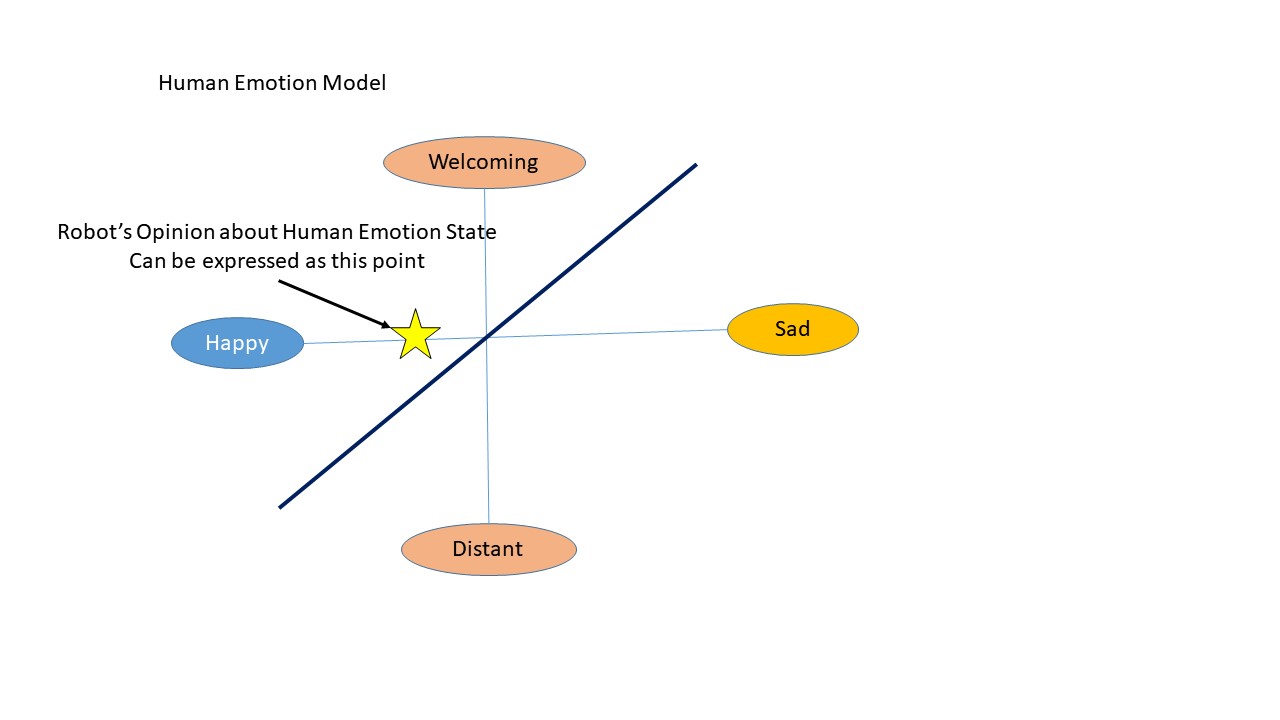 Human Emotion Model
Welcoming
Robot’s Opinion about Human Emotion State
Can be expressed as this point
Happy
Sad
Distant